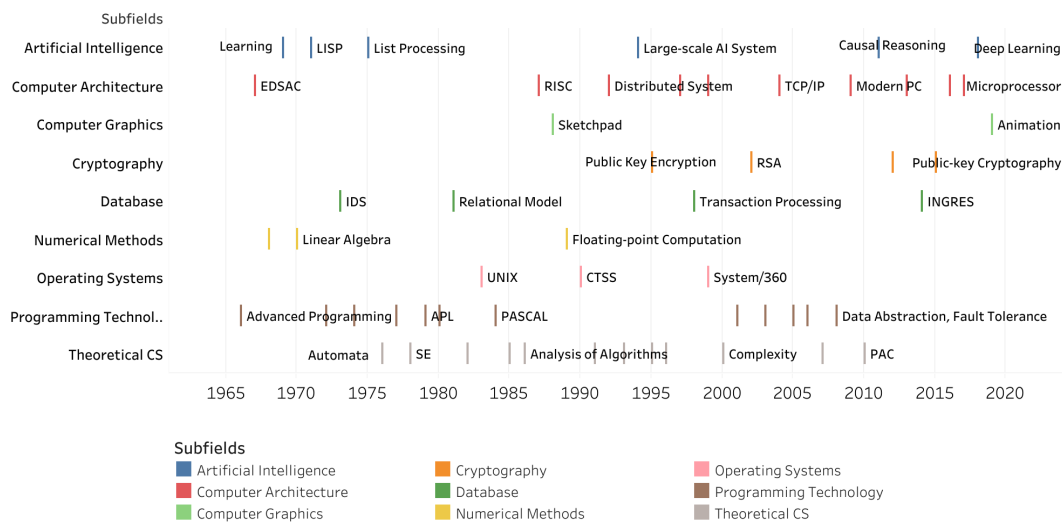 Subfields
Artificial Intelligence Learning LISP List Processing Large-scale AI System Causal Reasoning Deep Learning
Computer Architecture EDSAC RISC Distributed System TCP/IP Modern PC Microprocessor
Computer Graphics Sketchpad Animation
Cryptography Public Key Encryption RSA Public-key Cryptography
Database IDS Relational Model Transaction Processing INGRES
Numerical Methods Linear Algebra Floating-point Computation
Operating Systems UNIX CTSS System/360
Programming Technol.. Advanced Programming APL PASCAL Data Abstraction, Fault Tolerance
Theoretical CS Automata SE Analysis of Algorithms Complexity PAC
1965 1970 1975 1980 1985 1990 1995 2000 2005 2010 2015 2020
Subfields
Artificial Intelligence Cryptography Operating Systems
Computer Architecture Database Programming Technology
Computer Graphics Numerical Methods Theoretical CS